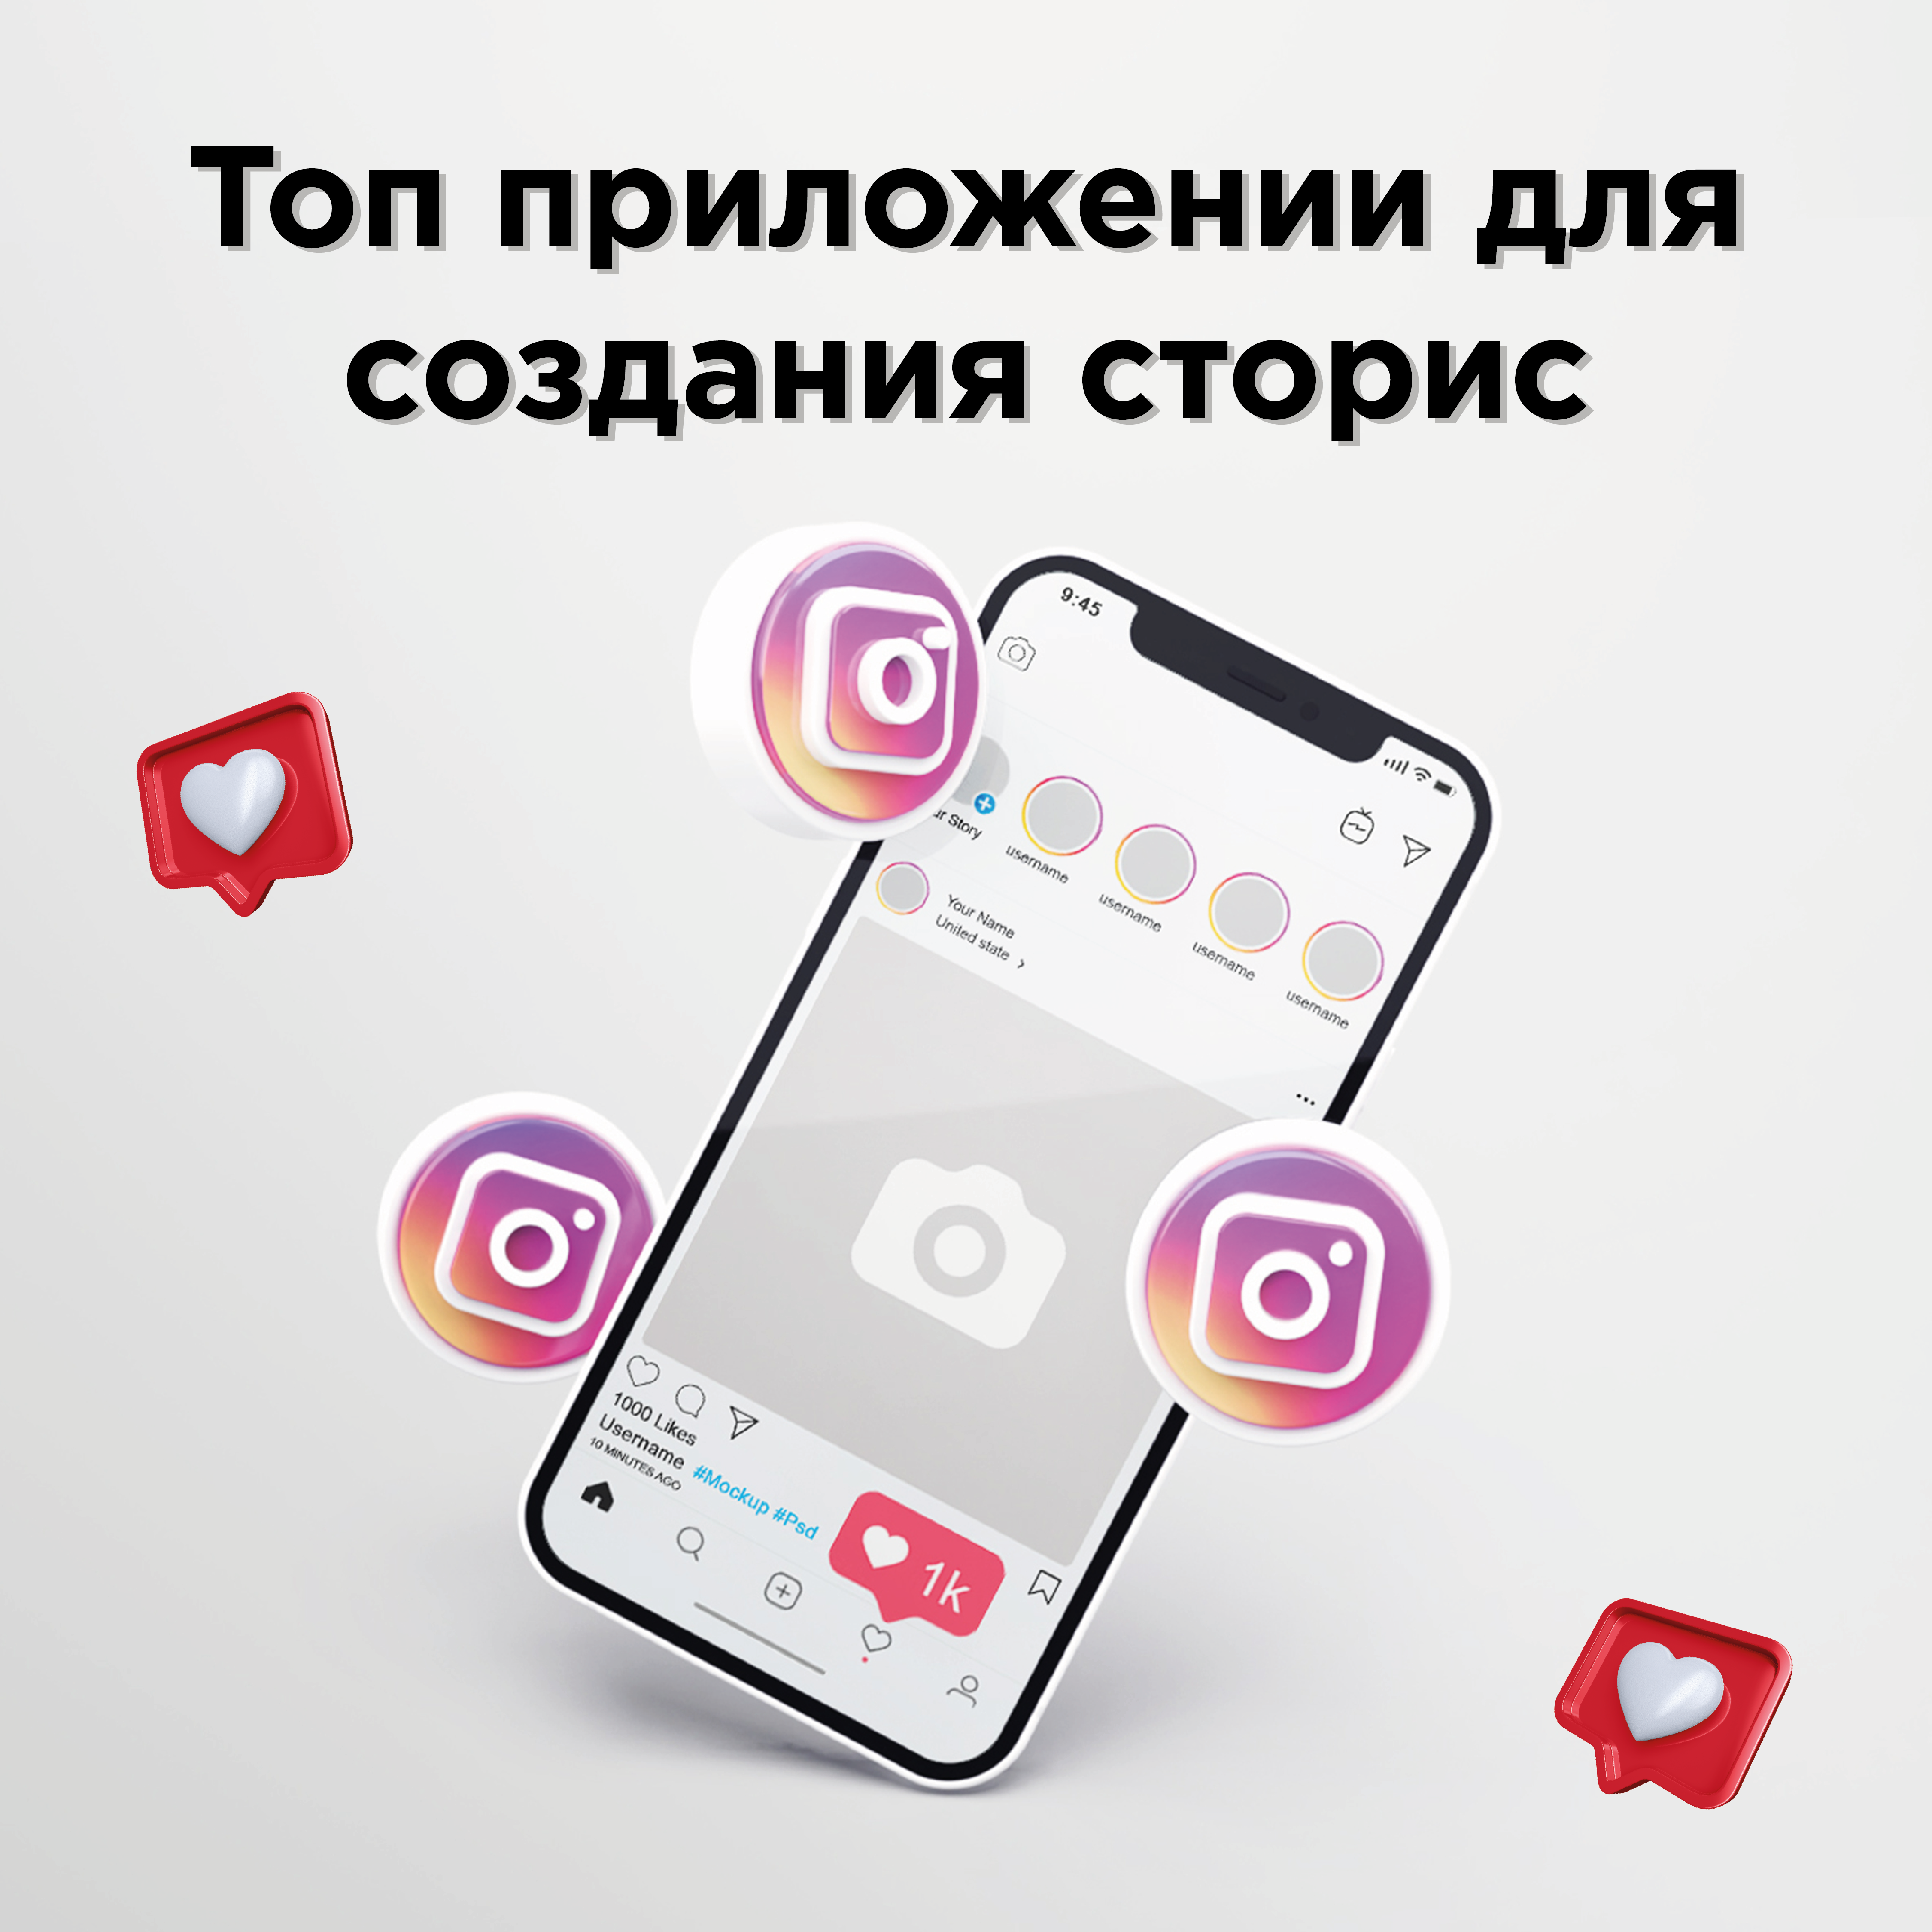 Топ приложении для
создания сторис
9:45
ur Story
username
username
username
username
Your Name
United state
1000 Likes
Username
#Mockup #Psd
10 MINUTES AGO
1k